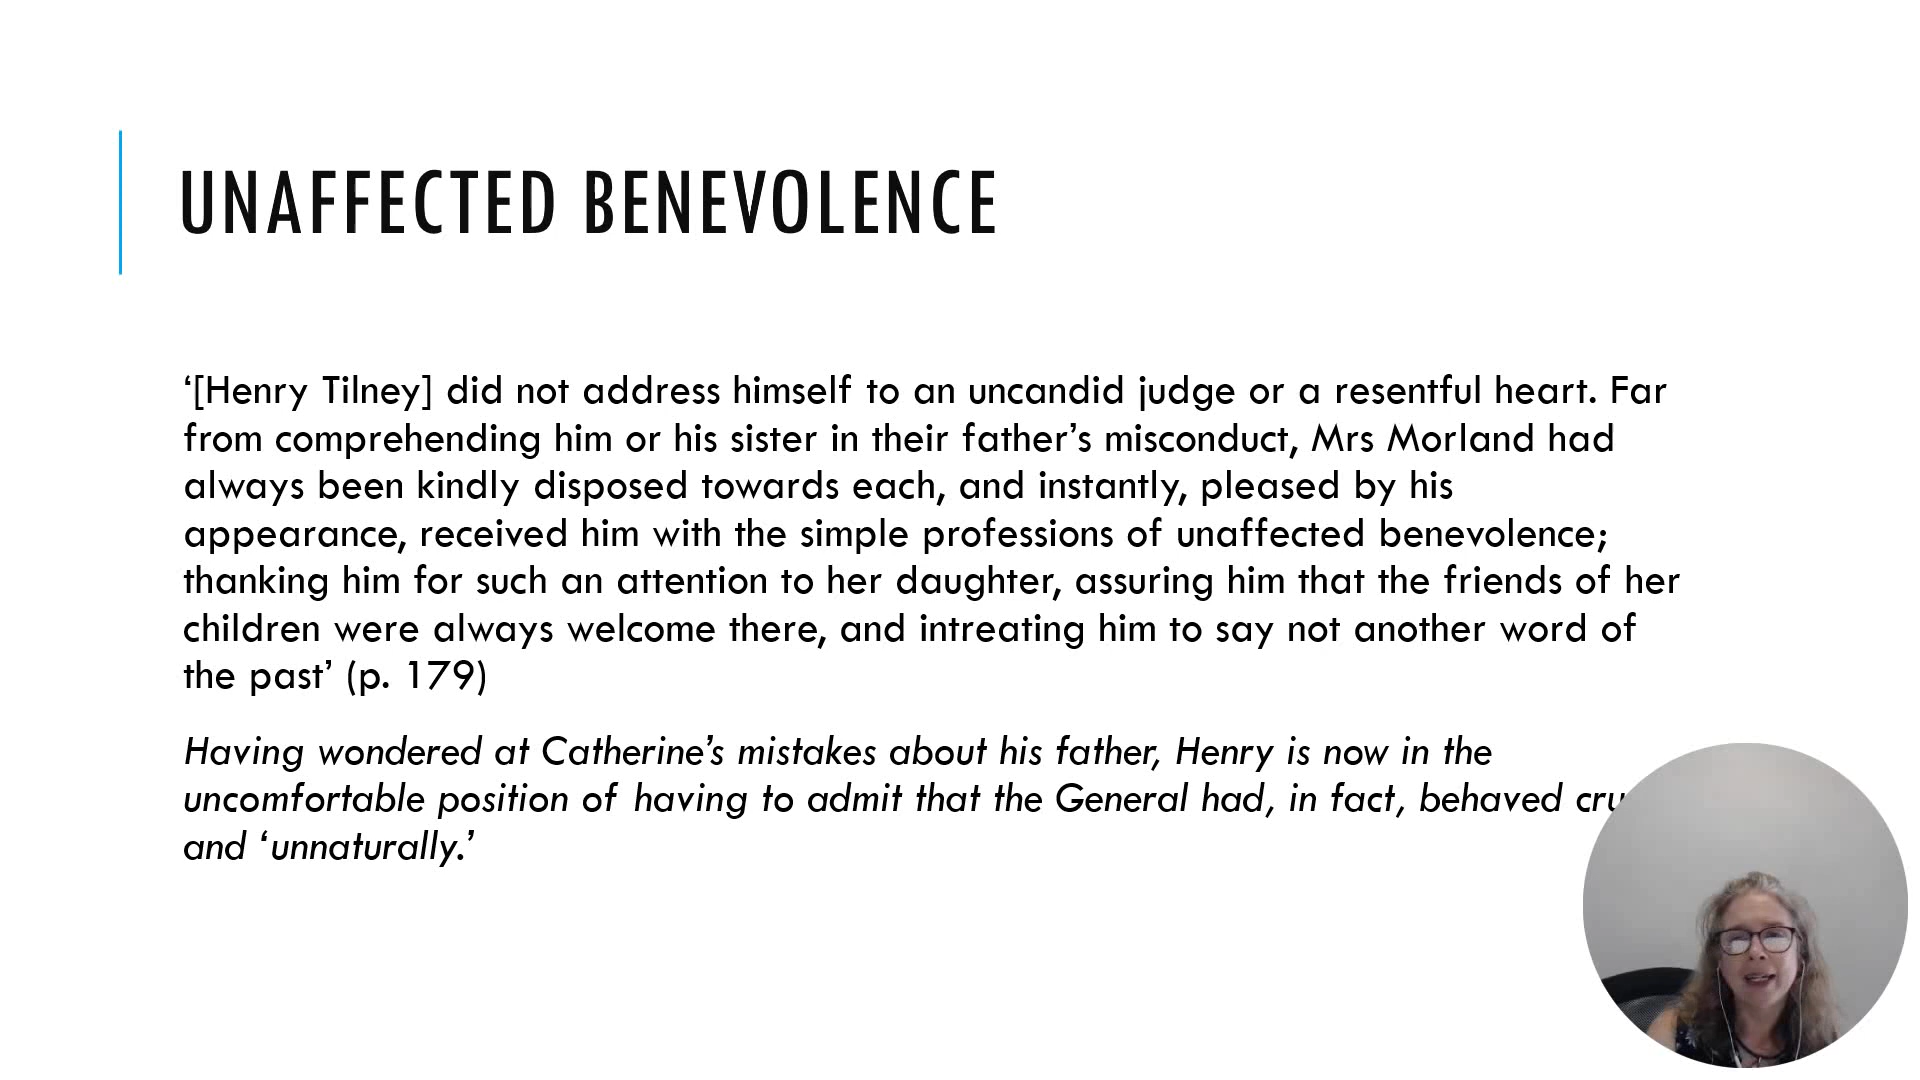 UNAFFECTED BENEVOLENCE
‘[Henry Tilney] did not address himself to an uncandid judge or a resentful heart. Far
from comprehending him or his sister in their father’s misconduct, Mrs Morland had
always been kindly disposed towards each, and instantly, pleased by his
appearance, received him with the simple professions of unaffected benevolence;
thanking him for such an attention to her daughter, assuring him that the friends of her
children were always welcome there, and intreating him to say not another word of
the past’ (p. 179)
Having wondered at Catherine’s mistakes about his father, Henry is now in the
uncomfortable position of having to admit that the General had, in fact, behaved
and ‘unnaturally.’